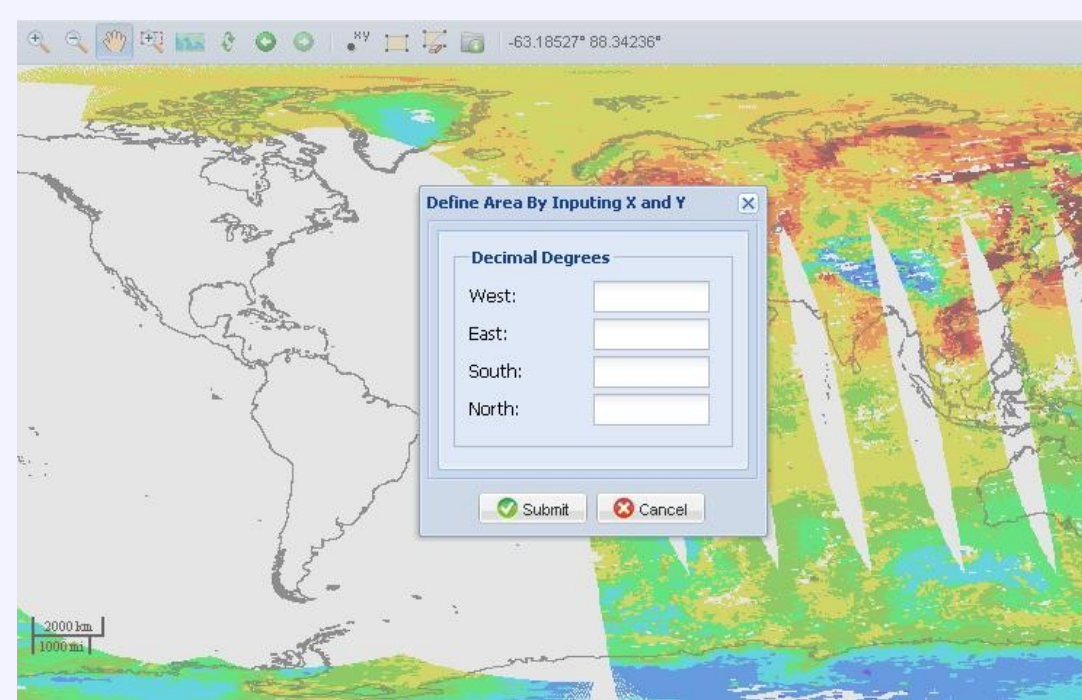 XY
-63.18527° 88.34236°
Define Area By Inputing X and Y
Decimal Degrees
West:
East:
South:
North:
Submit
Cancel
2000 km
1000 mi